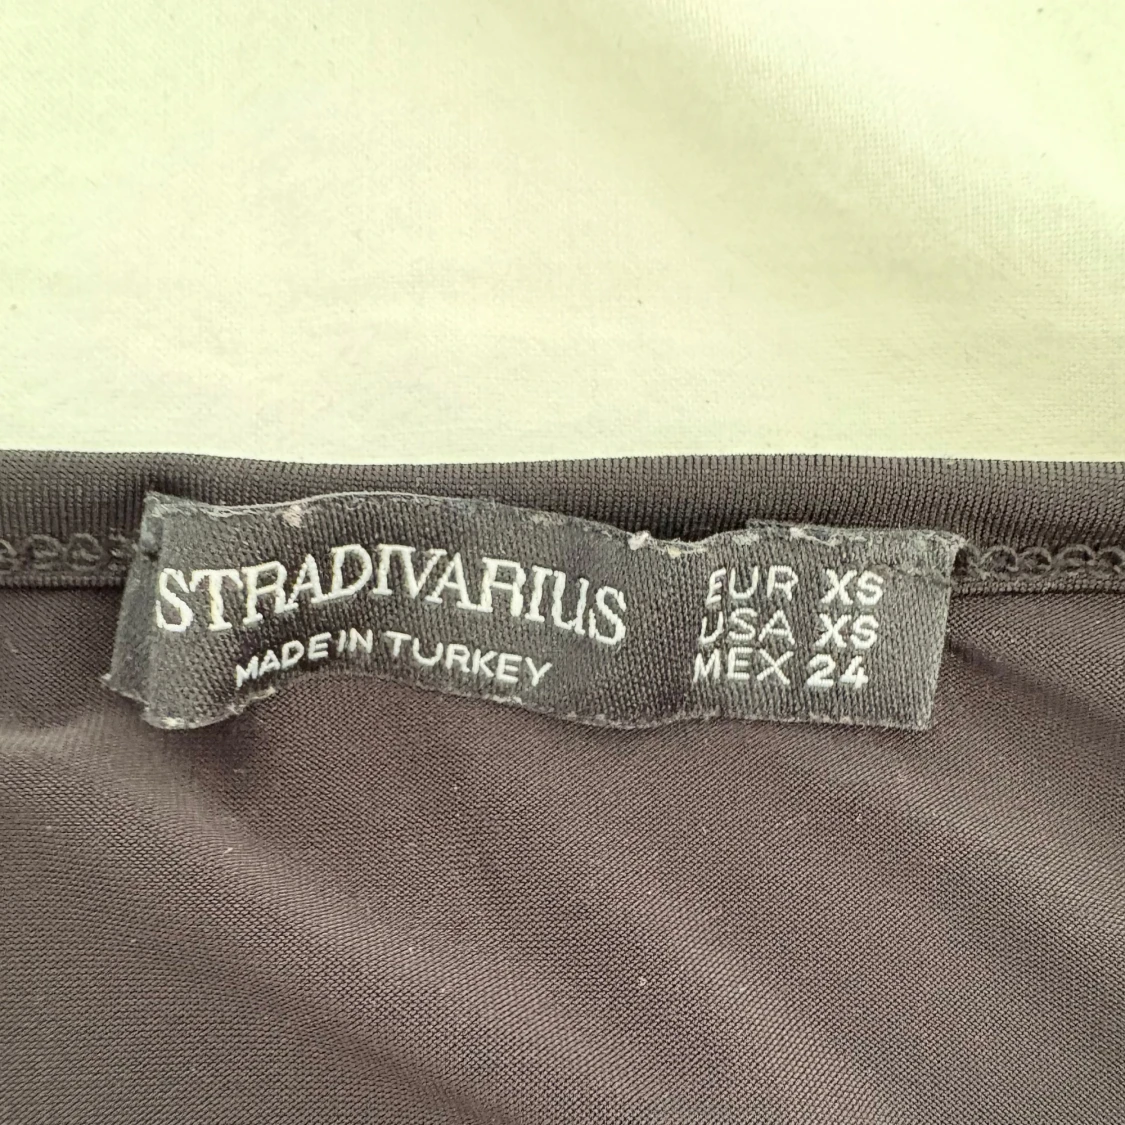 STRADIVARIUS
MADE IN TURKEY
EUR XS
USA XS
MEX 24